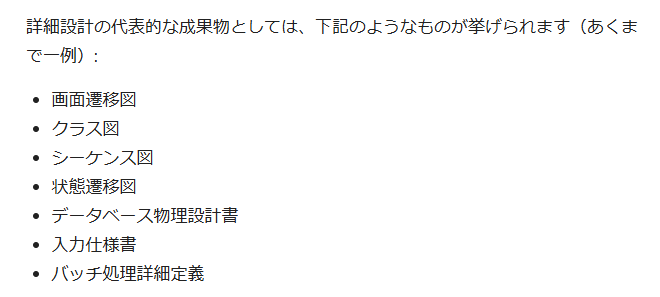 詳細設計の代表的な成果物としては、下記のようなものが挙げられます（あくま
で一例）:
• 画面遷移図
• クラス図
• シーケンス図
• 状態遷移図
• データベース物理設計書
• 入力仕様書
• バッチ処理詳細定義